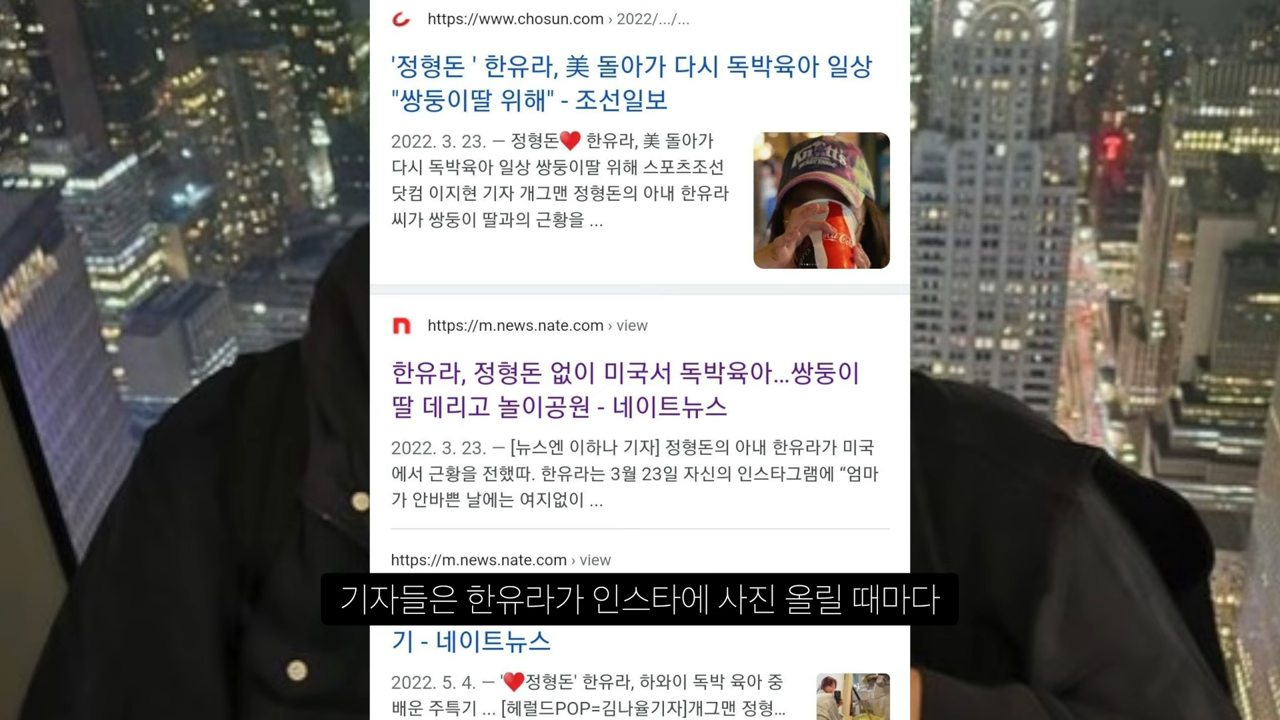 https://www.chosun.com › 2022/.../...
'정형돈 ' 한유라, 美 돌아가 다시 독박육아 일상
"쌍둥이딸 위해" - 조선일보
2022. 3. 23. — 정형돈❤️ 한유라, 美 돌아가
다시 독박육아 일상 쌍둥이딸 위해 스포츠조선
닷컴 이지현 기자 개그맨 정형돈의 아내 한유라
씨가 쌍둥이 딸과의 근황을 ...
Knott's
Coca-Cola
https://m.news.nate.com › view
한유라, 정형돈 없이 미국서 독박육아...쌍둥이
딸 데리고 놀이공원 - 네이트뉴스
2022. 3. 23. — [뉴스엔 이하나 기자] 정형돈의 아내 한유라가 미국
에서 근황을 전했따. 한유라는 3월 23일 자신의 인스타그램에 “엄마
가 안바쁜 날에는 여지없이 ...
https://m.news.nate.com › view
기자들은 한유라가 인스타에 사진 올릴 때마다
기 - 네이트뉴스
2022. 5. 4. — '❤️정형돈' 한유라, 하와이 독박 육아 중
배운 주특기 ... [헤럴드POP=김나율기자]개그맨 정형...